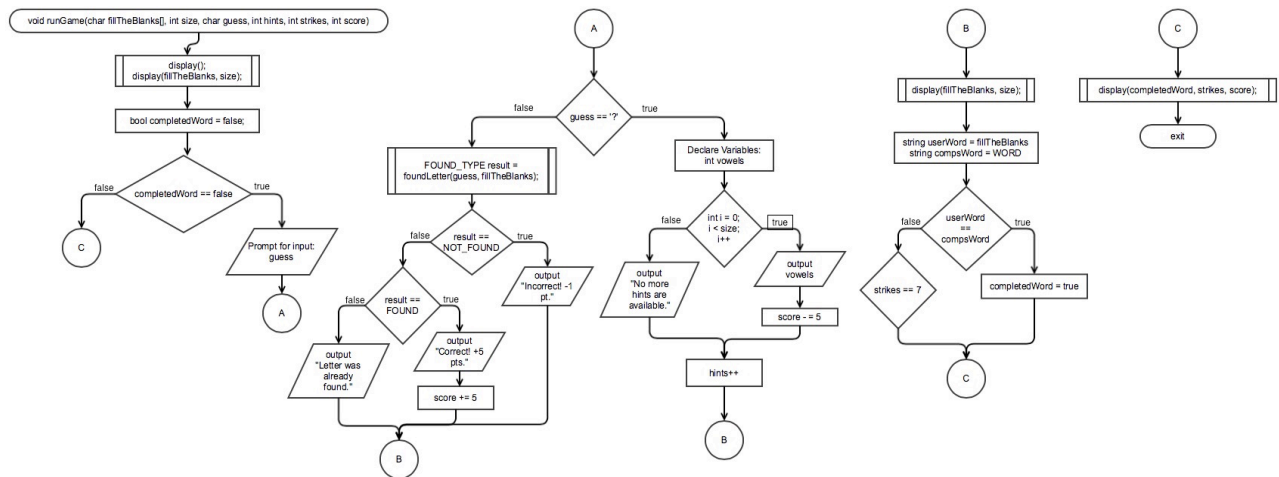 void runGame(char fillTheBlanks[], int size, char guess, int hints, int strikes, int score)
display();
display(fillTheBlanks, size);
bool completedWord = false;
false
completedWord == false
true
C
Prompt for input:
guess
A
A
false
guess == '?'
true
FOUND_TYPE result =
foundLetter(guess, fillTheBlanks);
false
result ==
NOT_FOUND
true
false
result ==
FOUND
true
output
"Incorrect! -1
pt."
output
"Letter was
already
found."
output
"Correct! +5
pts."
score += 5
B
Declare Variables:
int vowels
false
int i = 0;
i < size;
i++
true
output
"No more
hints are
available."
output
vowels
score - = 5
hints++
B
B
display(fillTheBlanks, size);
string userWord = fillTheBlanks
string compsWord = WORD
false
userWord
==
compsWord
true
strikes == 7
completedWord = true
C
C
display(completedWord, strikes, score);
exit